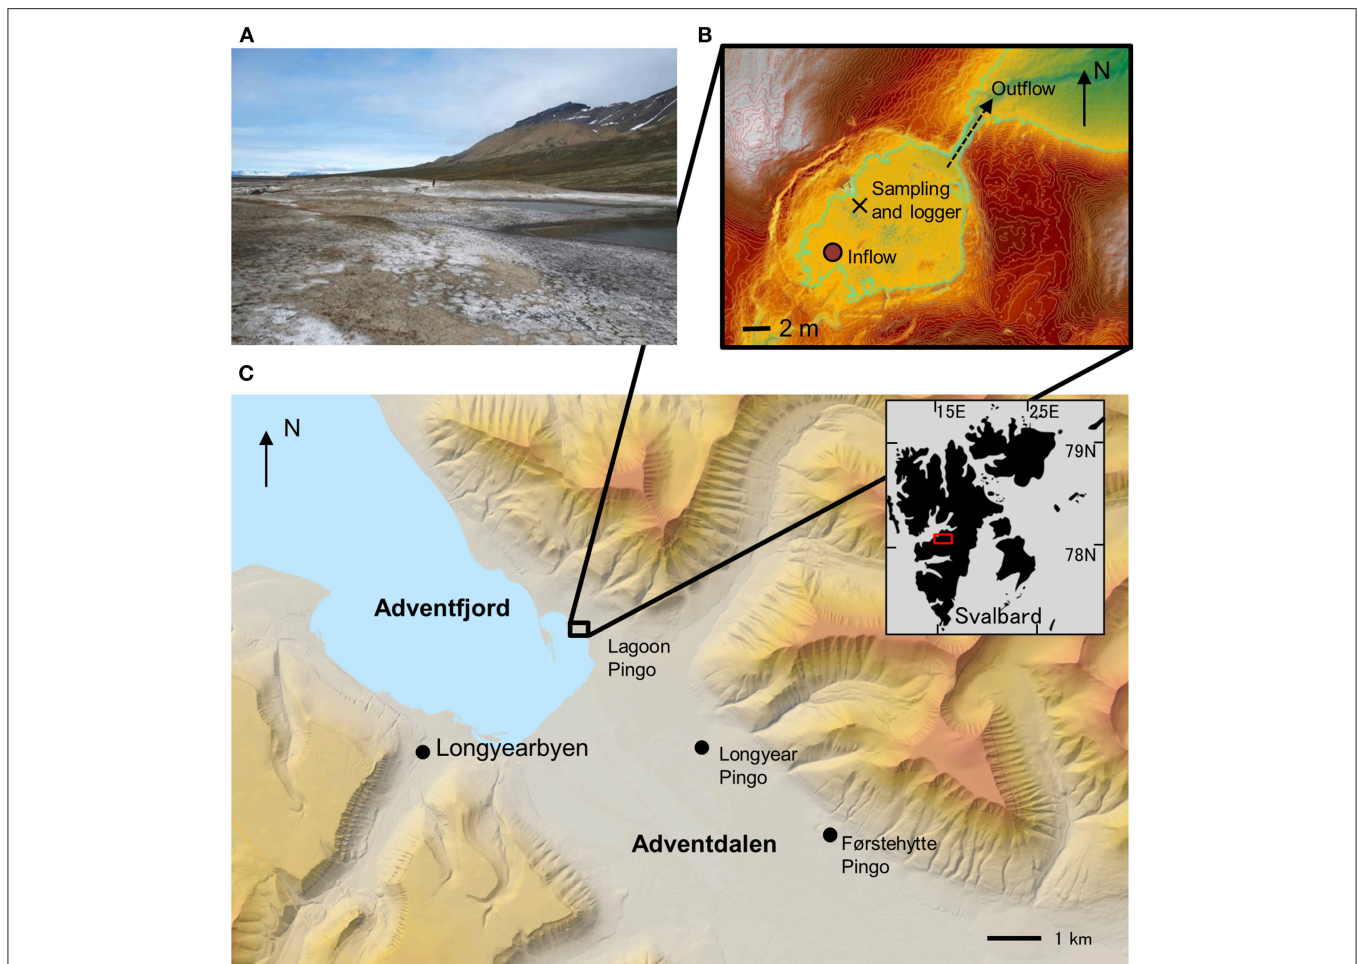 A
B
N
Outflow
Sampling
and logger
Inflow
2 m
C
N
15E
25E
79N
78N
Svalbard
Adventfjord
Lagoon
Pingo
Longyearbyen
Longyear
Pingo
Adventdalen
Førstehytte
Pingo
1 km